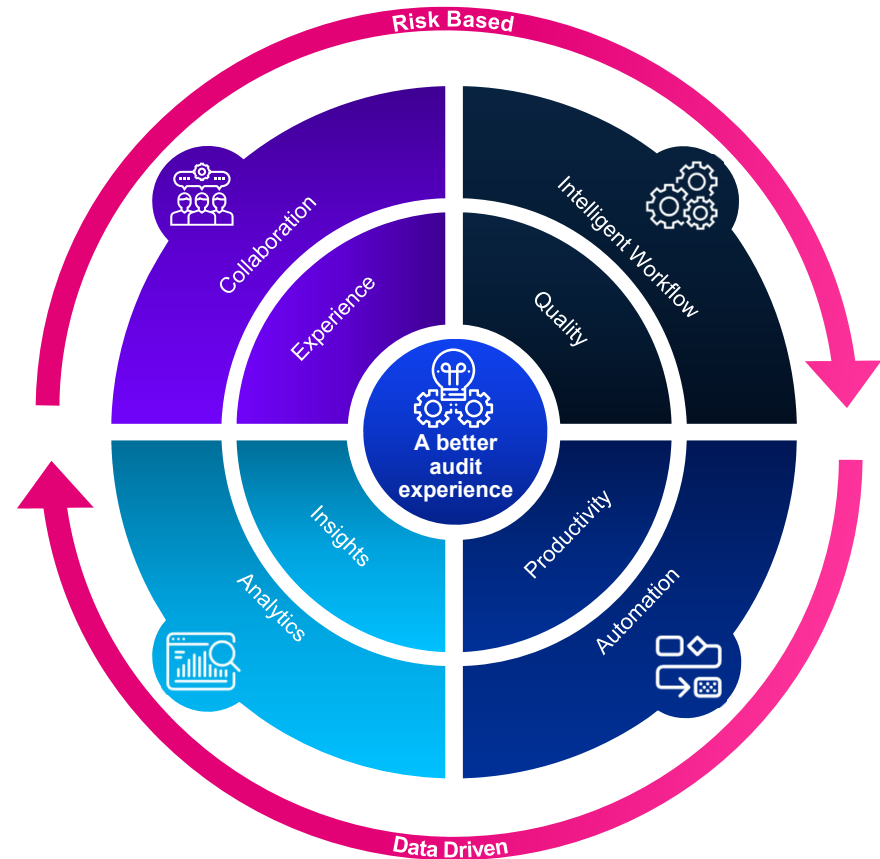 Risk Based
Collaboration
Intelligent Workflow
Experience
Quality
A better
audit
experience
Insights
Productivity
Analytics
Automation
Data Driven